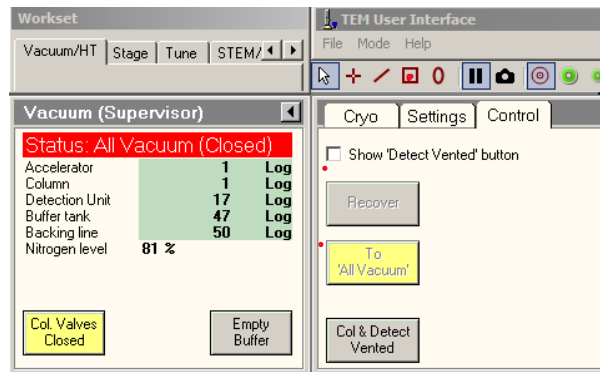 Workset
Vacuum/HT Stage Tune STEM/
Vacuum (Supervisor)
Status: All Vacuum (Closed)
Accelerator 1 Log
Column 1 Log
Detection Unit 17 Log
Buffer tank 47 Log
Backing line 50 Log
Nitrogen level 81 %
Col. Valves
Closed
Empty
Buffer
TEM User Interface
File Mode Help
Cryo Settings Control
Show 'Detect Vented' button
Recover
To
'All Vacuum'
Col & Detect
Vented